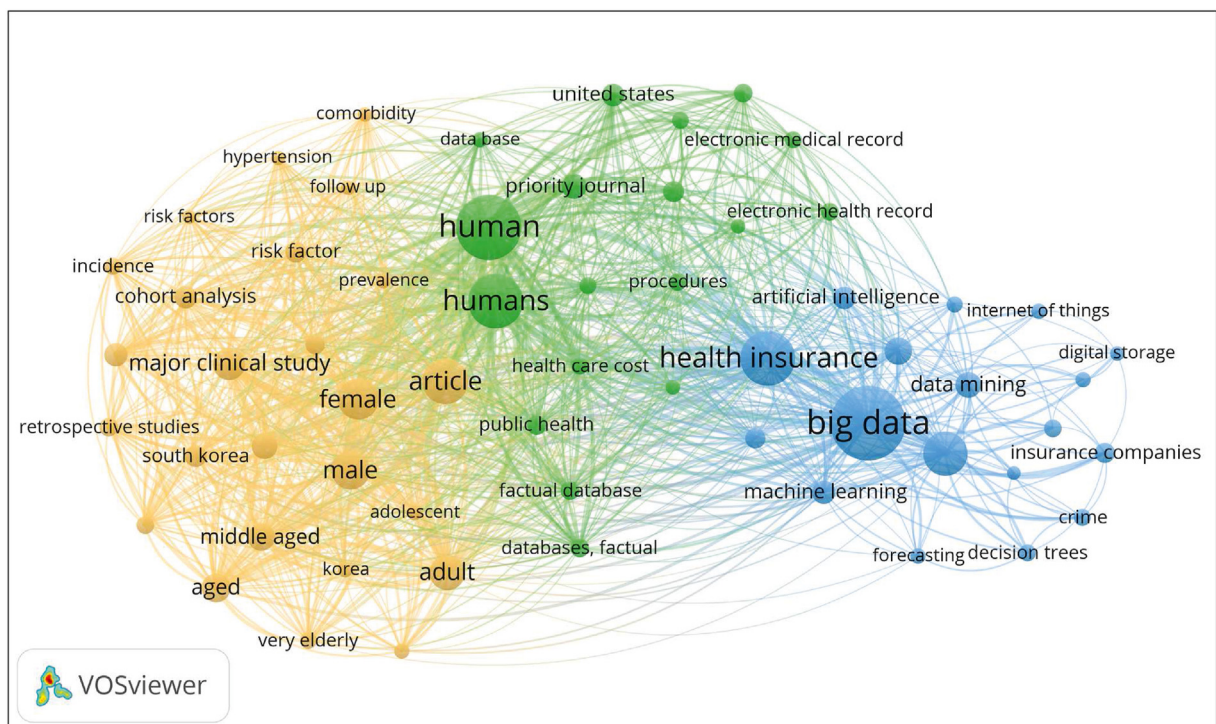 united states
comorbidity
data base
electronic medical record
hypertension
follow up
priority journal
risk factors
human
electronic health record
risk factor
incidence
prevalence
procedures
cohort analysis
humans
artificial intelligence
internet of things
major clinical study
health insurance
digital storage
health care cost
article
data mining
female
big data
retrospective studies
public health
south korea
insurance companies
male
factual database
machine learning
adolescent
crime
middle aged
databases, factual
forecasting
decision trees
korea
adult
aged
very elderly
VOSviewer